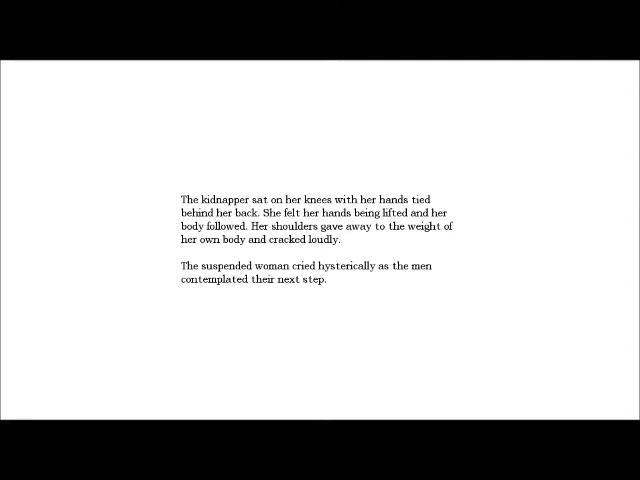 The kidnapper sat on her knees with her hands tied
behind her back. She felt her hands being lifted and her
body followed. Her shoulders gave away to the weight of
her own body and cracked loudly.
The suspended woman cried hysterically as the men
contemplated their next step.